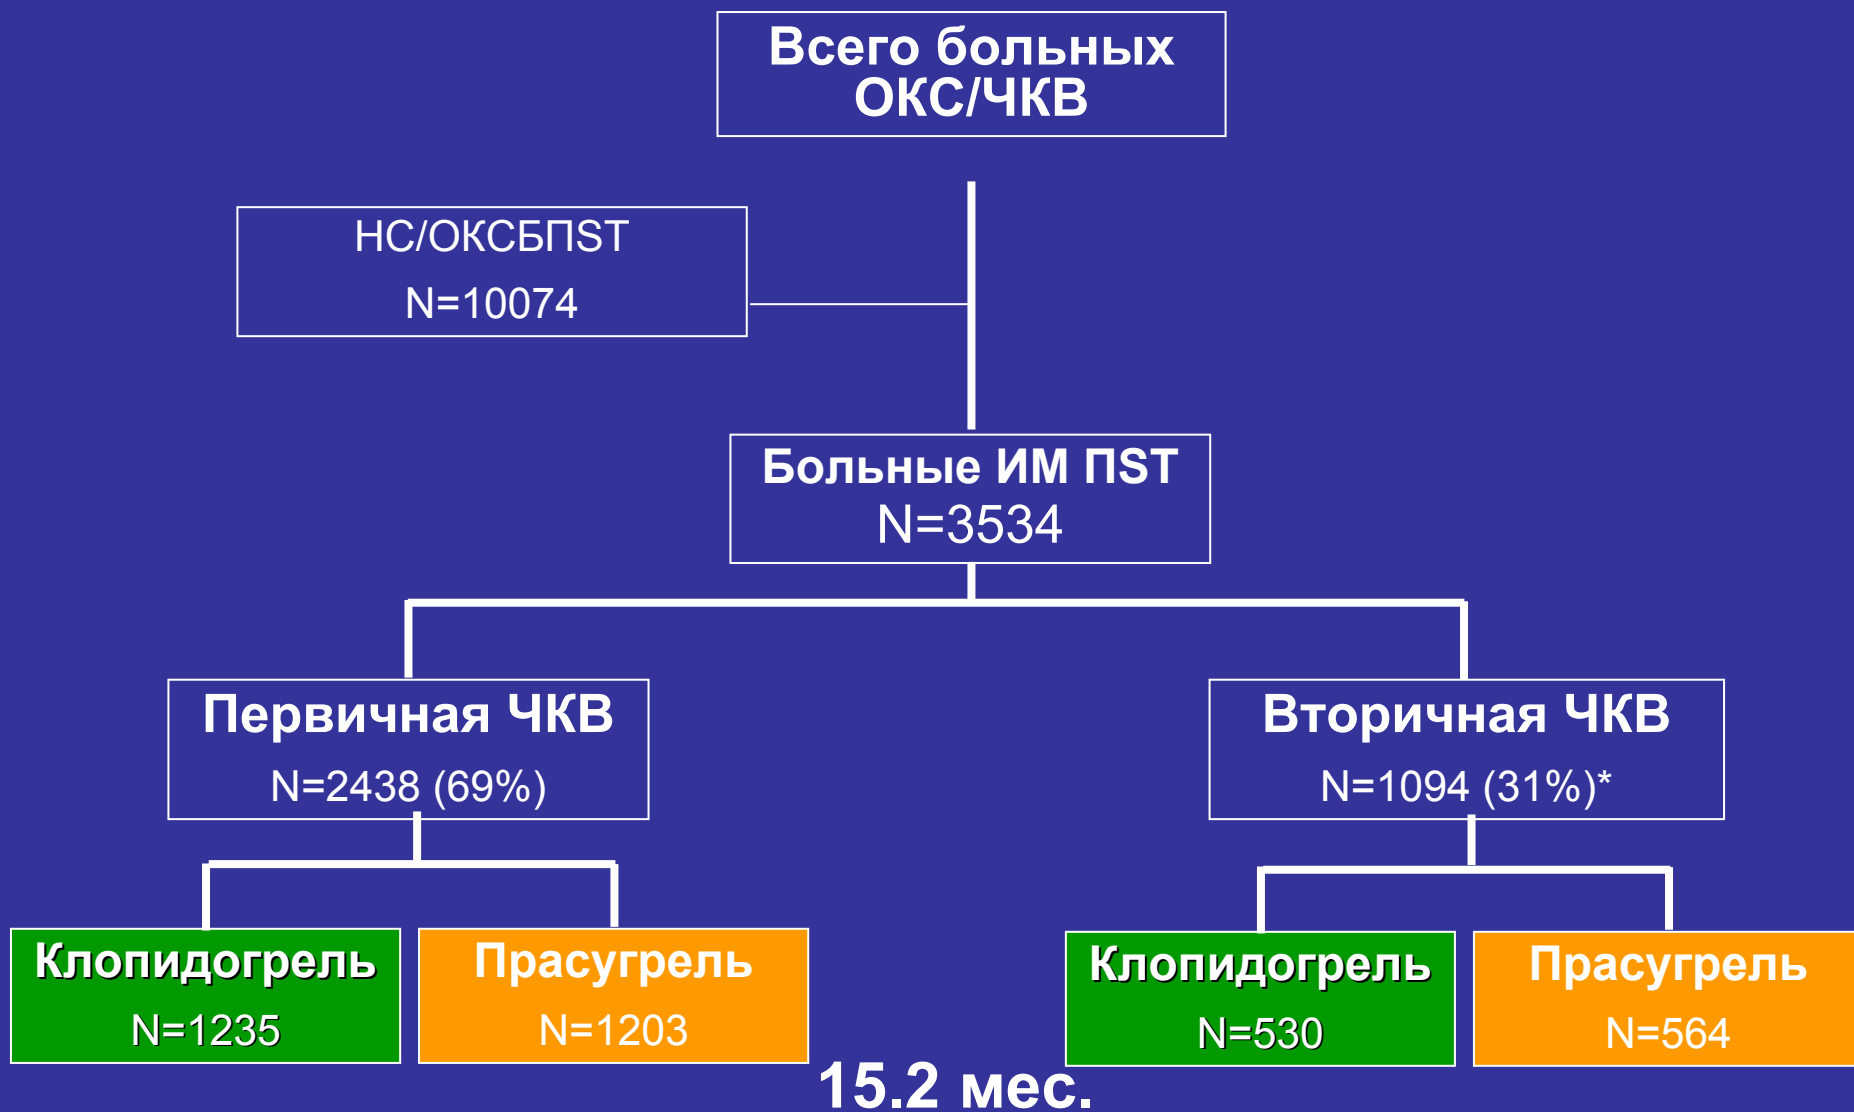 Всего больных
ОКС/ЧКВ
НС/ОКСБПST
N=10074
Больные ИМ ПST
N=3534
Первичная ЧКВ
N=2438 (69%)
Вторичная ЧКВ
N=1094 (31%)*
Клопидогрель
N=1235
Прасугрель
N=1203
Клопидогрель
N=530
Прасугрель
N=564
15.2 мес.